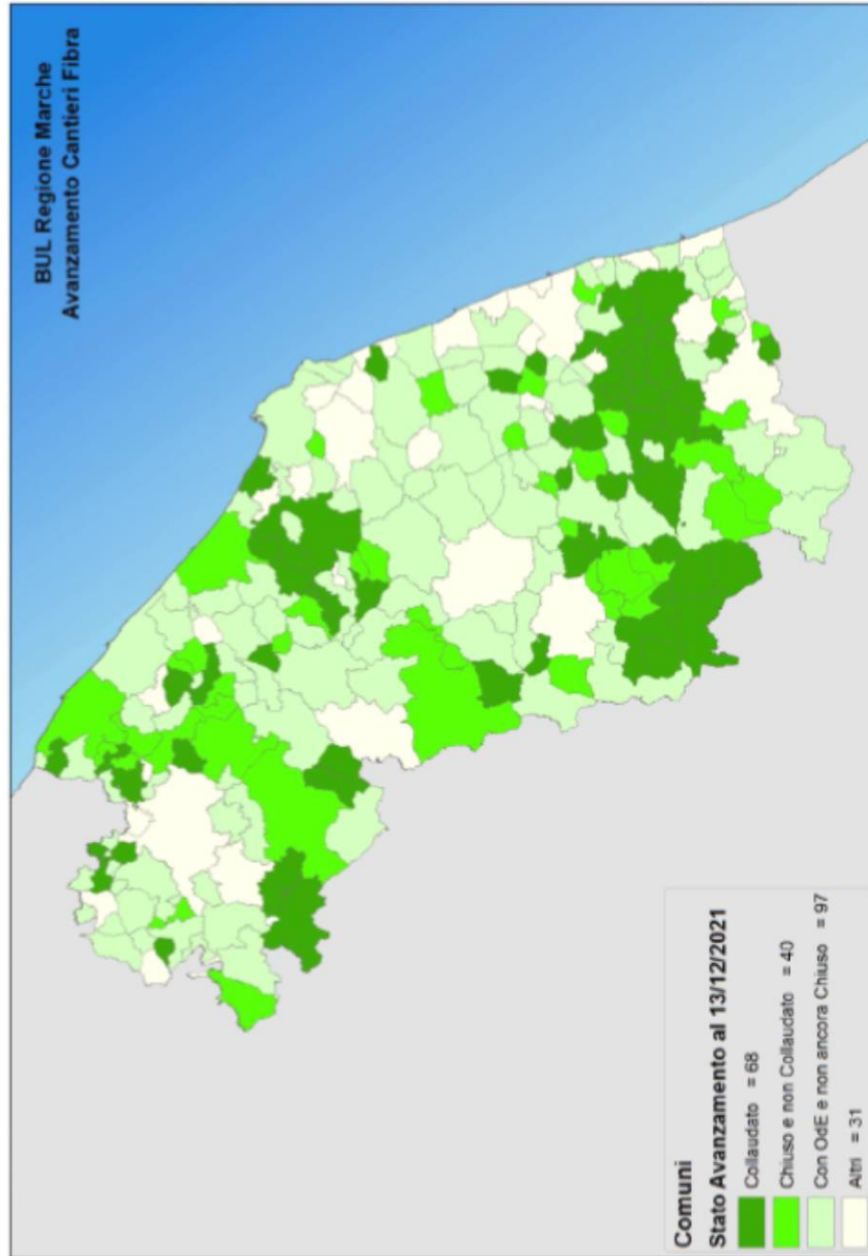 BUL Regione Marche
Avanzamento Cantieri Fibra
Comuni
Stato Avanzamento al 13/12/2021
Collaudato = 68
Chiuso e non Collaudato = 40
Con OdE e non ancora Chiuso = 97
Altri = 31